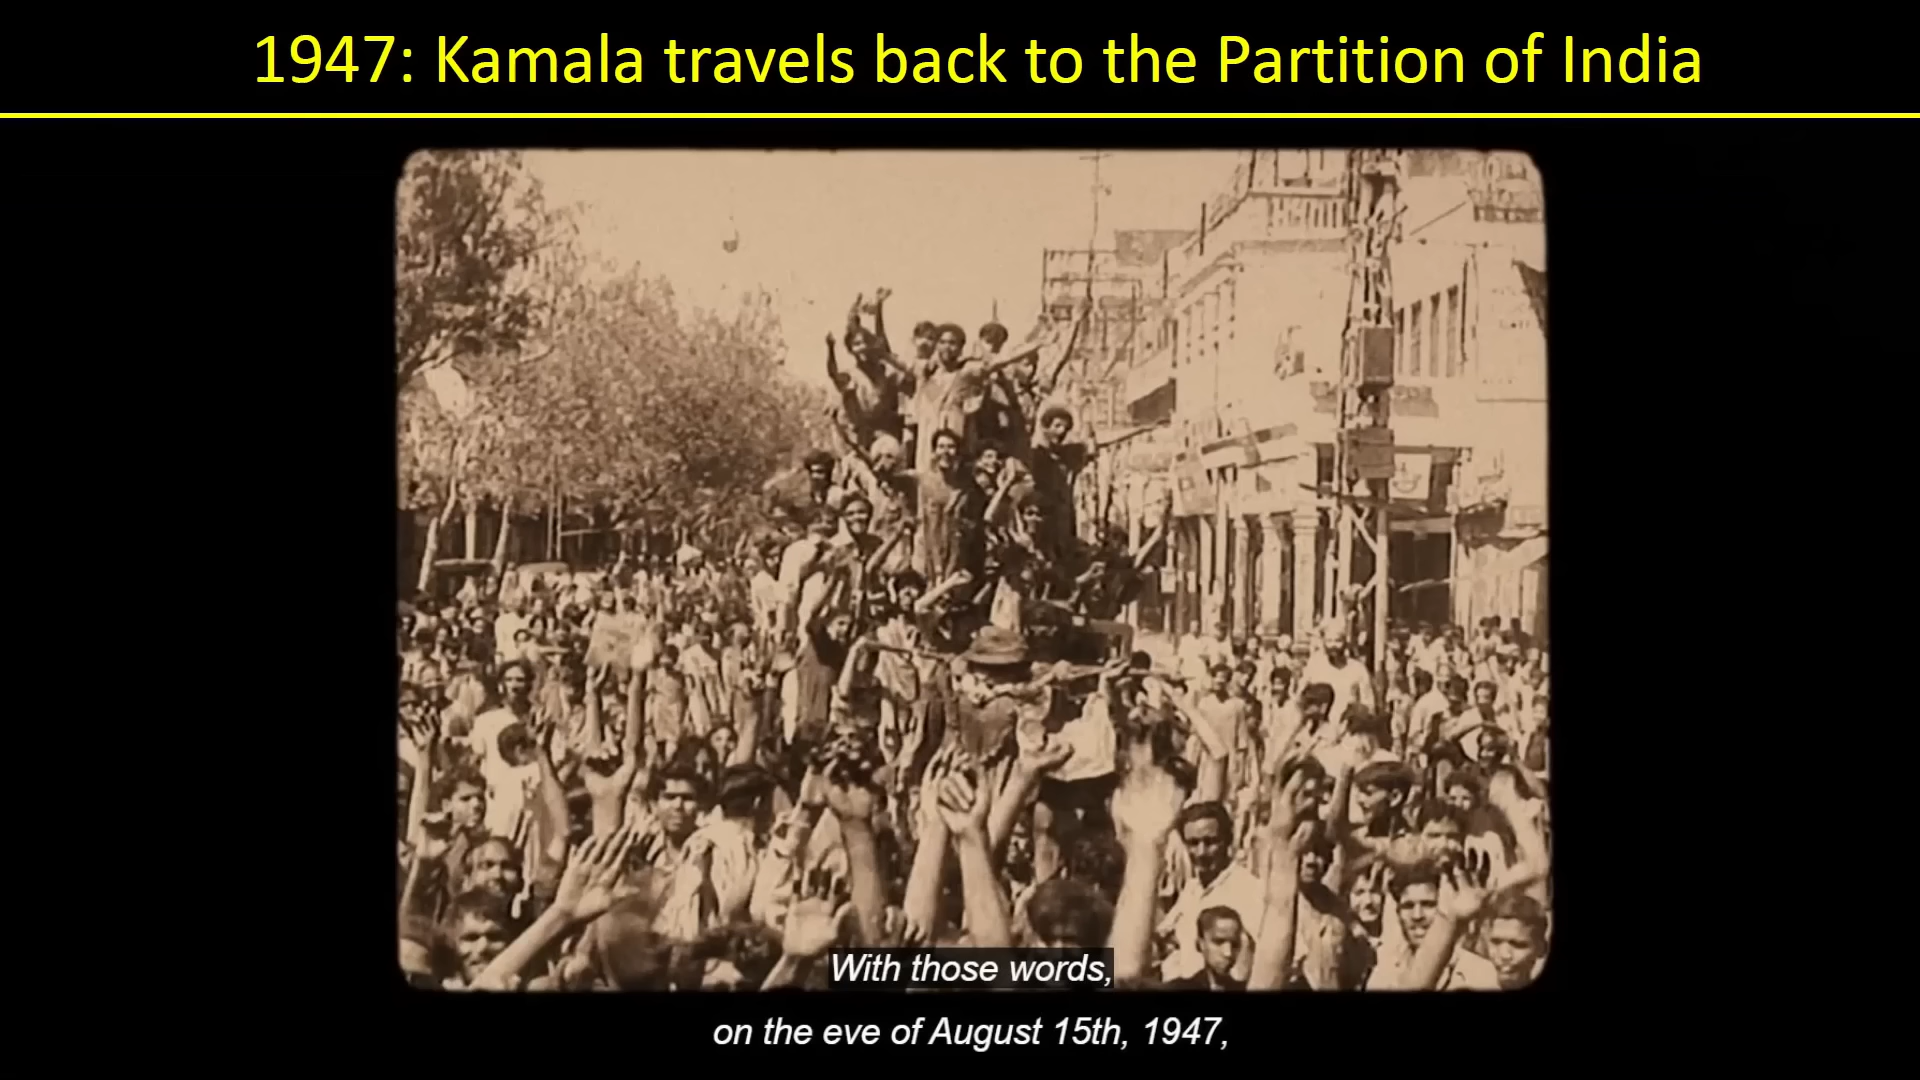 1947: Kamala travels back to the Partition of India
With those words,
on the eve of August 15th, 1947,